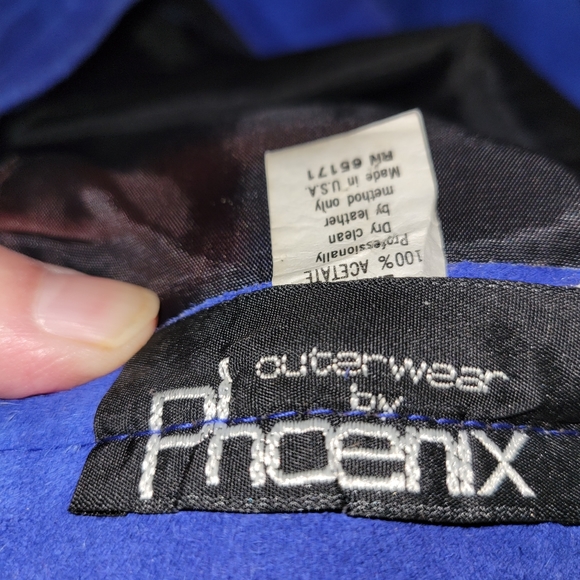 100% ACETATE
Professionally
Dry clean
by leather
method only
Made in U.S.A.
RN 65171
outerwear
by
Phoenix